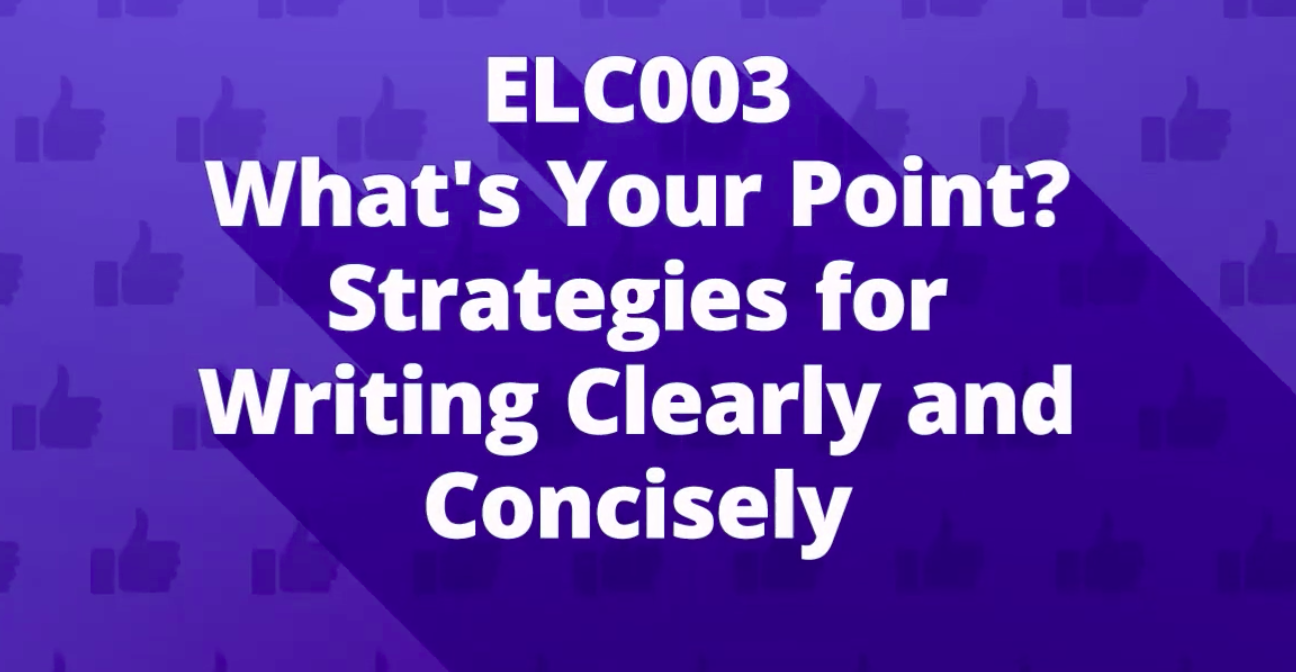 ELC003
What's Your Point?
Strategies for
Writing Clearly and
Concisely